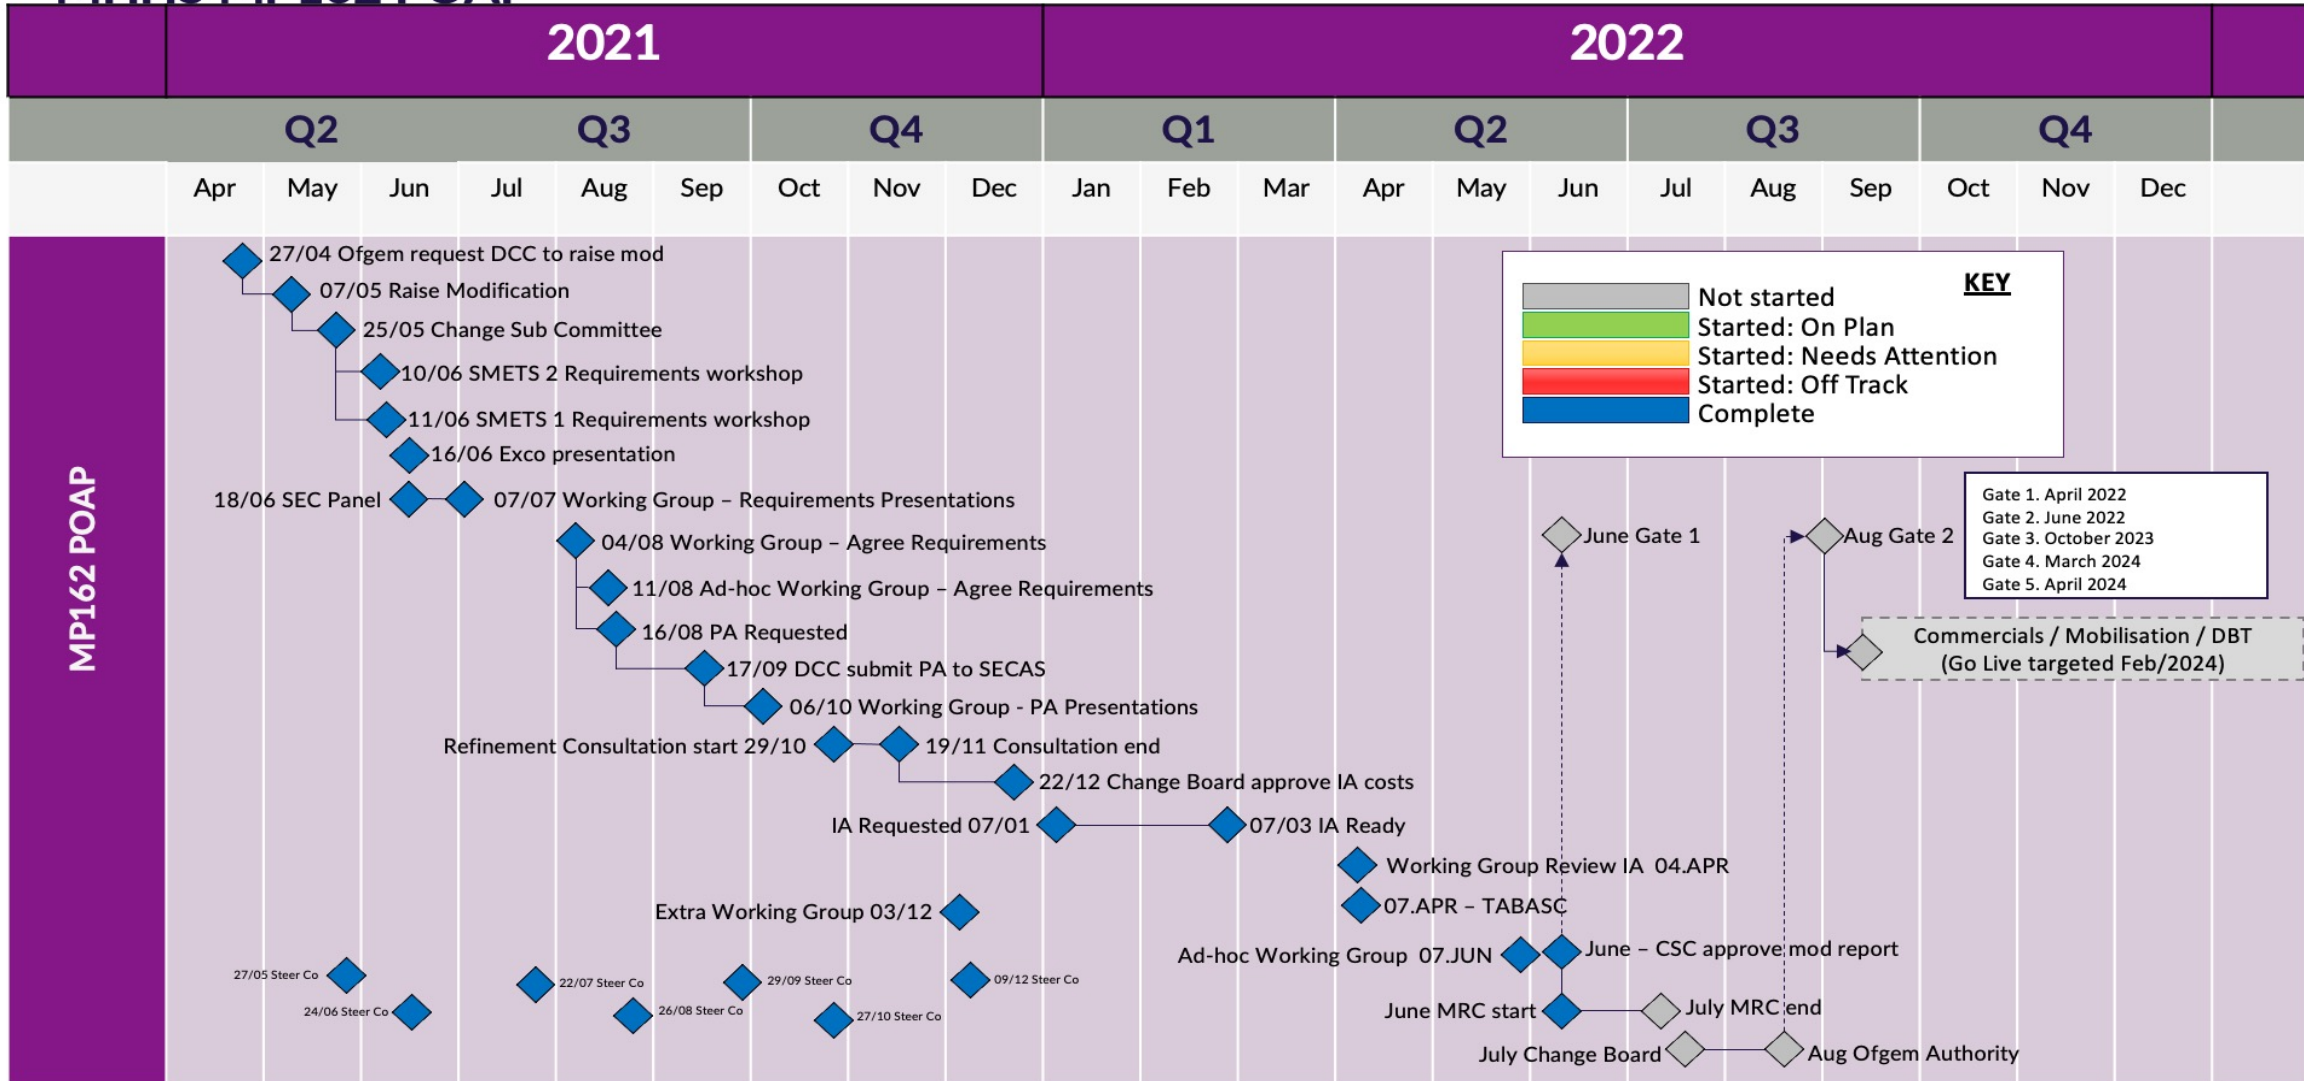 2021
2022
Q2
Q3
Q4
Q1
Q2
Q3
Q4
Apr
May
Jun
Jul
Aug
Sep
Oct
Nov
Dec
Jan
Feb
Mar
Apr
May
Jun
Jul
Aug
Sep
Oct
Nov
Dec
MP162 POAP
27/04 Ofgem request DCC to raise mod
07/05 Raise Modification
25/05 Change Sub Committee
10/06 SMETS 2 Requirements workshop
11/06 SMETS 1 Requirements workshop
16/06 Exco presentation
18/06 SEC Panel
07/07 Working Group – Requirements Presentations
04/08 Working Group – Agree Requirements
11/08 Ad-hoc Working Group – Agree Requirements
16/08 PA Requested
17/09 DCC submit PA to SECAS
06/10 Working Group - PA Presentations
Refinement Consultation start 29/10
19/11 Consultation end
22/12 Change Board approve IA costs
IA Requested 07/01
07/03 IA Ready
Working Group Review IA 04.APR
Extra Working Group 03/12
07.APR – TABASC
Ad-hoc Working Group 07.JUN
June – CSC approve mod report
27/05 Steer Co
24/06 Steer Co
22/07 Steer Co
26/08 Steer Co
29/09 Steer Co
27/10 Steer Co
09/12 Steer Co
June MRC start
July MRC end
July Change Board
Aug Ofgem Authority
KEY
Not started
Started: On Plan
Started: Needs Attention
Started: Off Track
Complete
June Gate 1
Aug Gate 2
Gate 1. April 2022
Gate 2. June 2022
Gate 3. October 2023
Gate 4. March 2024
Gate 5. April 2024
Commercials / Mobilisation / DBT
(Go Live targeted Feb/2024)